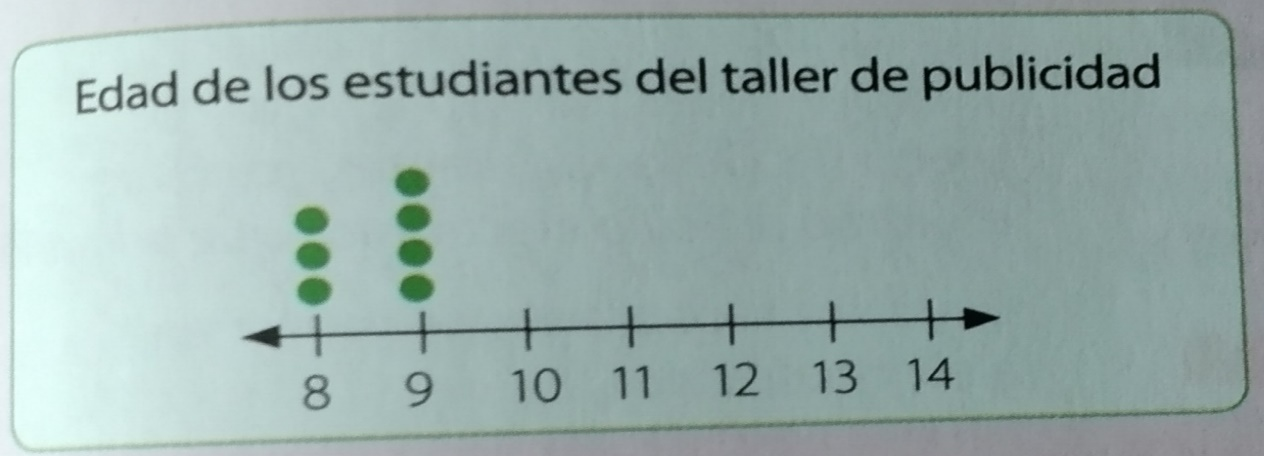 Edad de los estudiantes del taller de publicidad
8 9 10 11 12 13 14